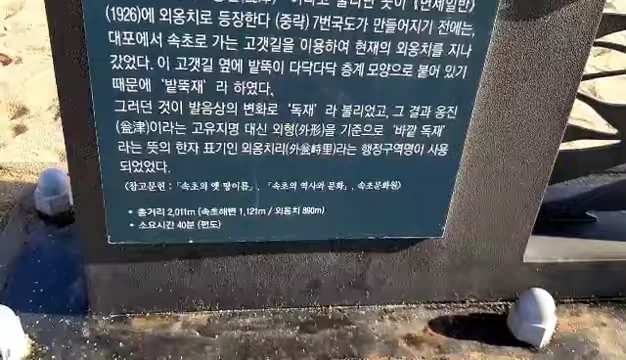 (1926)에 외옹치로 등장한다 (중략) 7번국도가 만들어지기 전에는,
대포에서 속초로 가는 고갯길을 이용하여 현재의 외옹치를 지나
갔었다. 이 고갯길 옆에 밭뚝이 다닥다닥 층계 모양으로 붙어 있기
때문에 '밭뚝재' 라 하였다.
그러던 것이 발음상의 변화로 '독재' 라 불리었고, 그 결과 옹진
(瓮津)이라는 고유지명 대신 외형(外形)을 기준으로 '바깥 독재'
라는 뜻의 한자 표기인 외옹치리(外瓮峙里)라는 행정구역명이 사용
되었었다.
(참고문헌 : 「속초의 옛 땅이름」, 「속초의 역사와 문화」, 속초문화원)
• 총거리 2,011m (속초해변 1,121m / 외옹치 890m)
• 소요시간 40분 (편도)